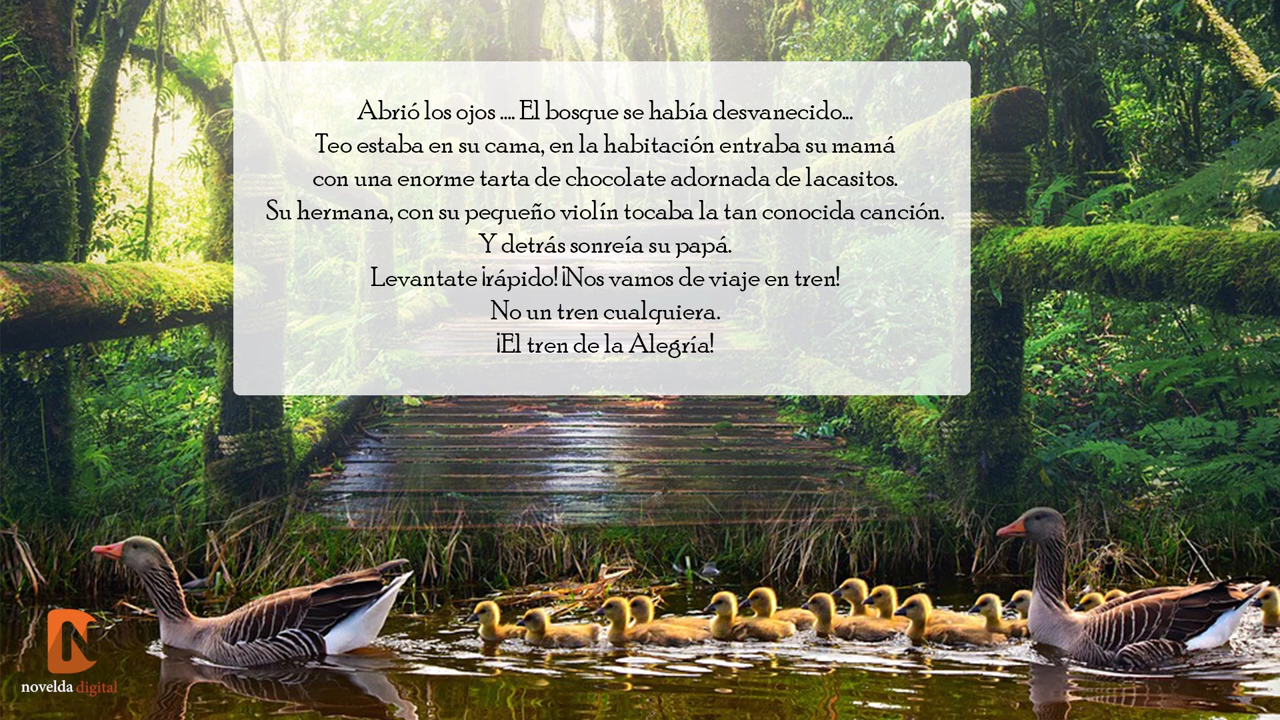 Abrió los ojos .... El bosque se había desvanecido...
Teo estaba en su cama, en la habitación entraba su mamá
con una enorme tarta de chocolate adornada de lacasitos.
Su hermana, con su pequeño violín tocaba la tan conocida canción.
Y detrás sonreía su papá.
Levantate ¡rápido! ¡Nos vamos de viaje en tren!
No un tren cualquiera.
¡El tren de la Alegría!
novelda digital